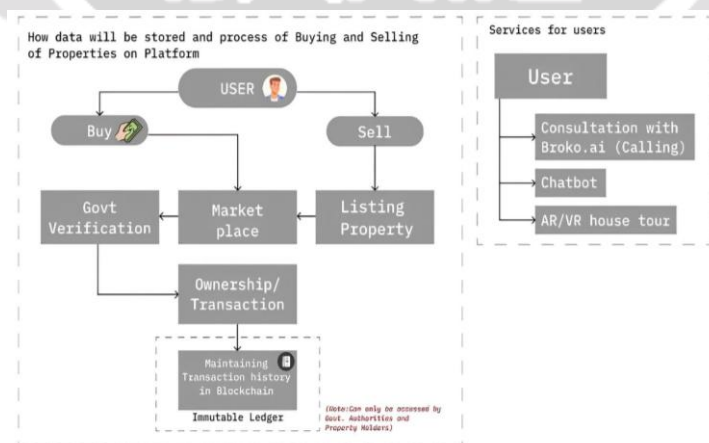 How data will be stored and process of Buying and Selling
of Properties on Platform
USER
Buy
Sell
Govt
Verification
Market
place
Listing
Property
Ownership/
Transaction
Maintaining
Transaction history
in Blockchain
Immutable Ledger
(Note:Can only be accessed by
Govt. Authorities and
Property Holders)
Services for users
User
Consultation with
Broko.ai (Calling)
Chatbot
AR/VR house tour